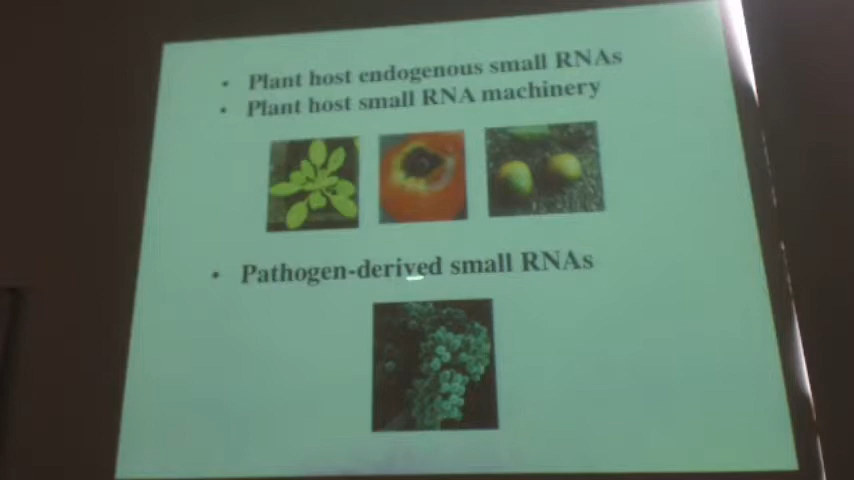 • Plant host endogenous small RNAs
• Plant host small RNA machinery
• Pathogen-derived small RNAs